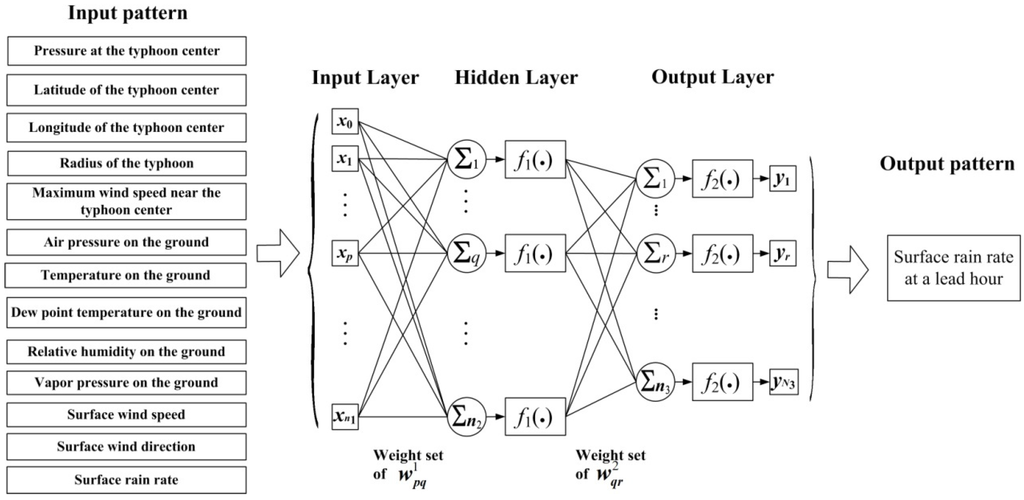 Input pattern
Pressure at the typhoon center
Latitude of the typhoon center
Longitude of the typhoon center
Radius of the typhoon
Maximum wind speed near the
typhoon center
Air pressure on the ground
Temperature on the ground
Dew point temperature on the ground
Relative humidity on the ground
Vapor pressure on the ground
Surface wind speed
Surface wind direction
Surface rain rate
Input Layer
Hidden Layer
Output Layer
x₀
x₁
xₚ
xₙ₁
Σ₁
f₁(•)
Σq
f₁(•)
Σn₂
f₁(•)
Σ₁
f₂(•)
y₁
Σr
f₂(•)
yᵣ
Σn₃
f₂(•)
y_N3
Weight set
of w¹pq
Weight set
of w²qr
Output pattern
Surface rain rate
at a lead hour